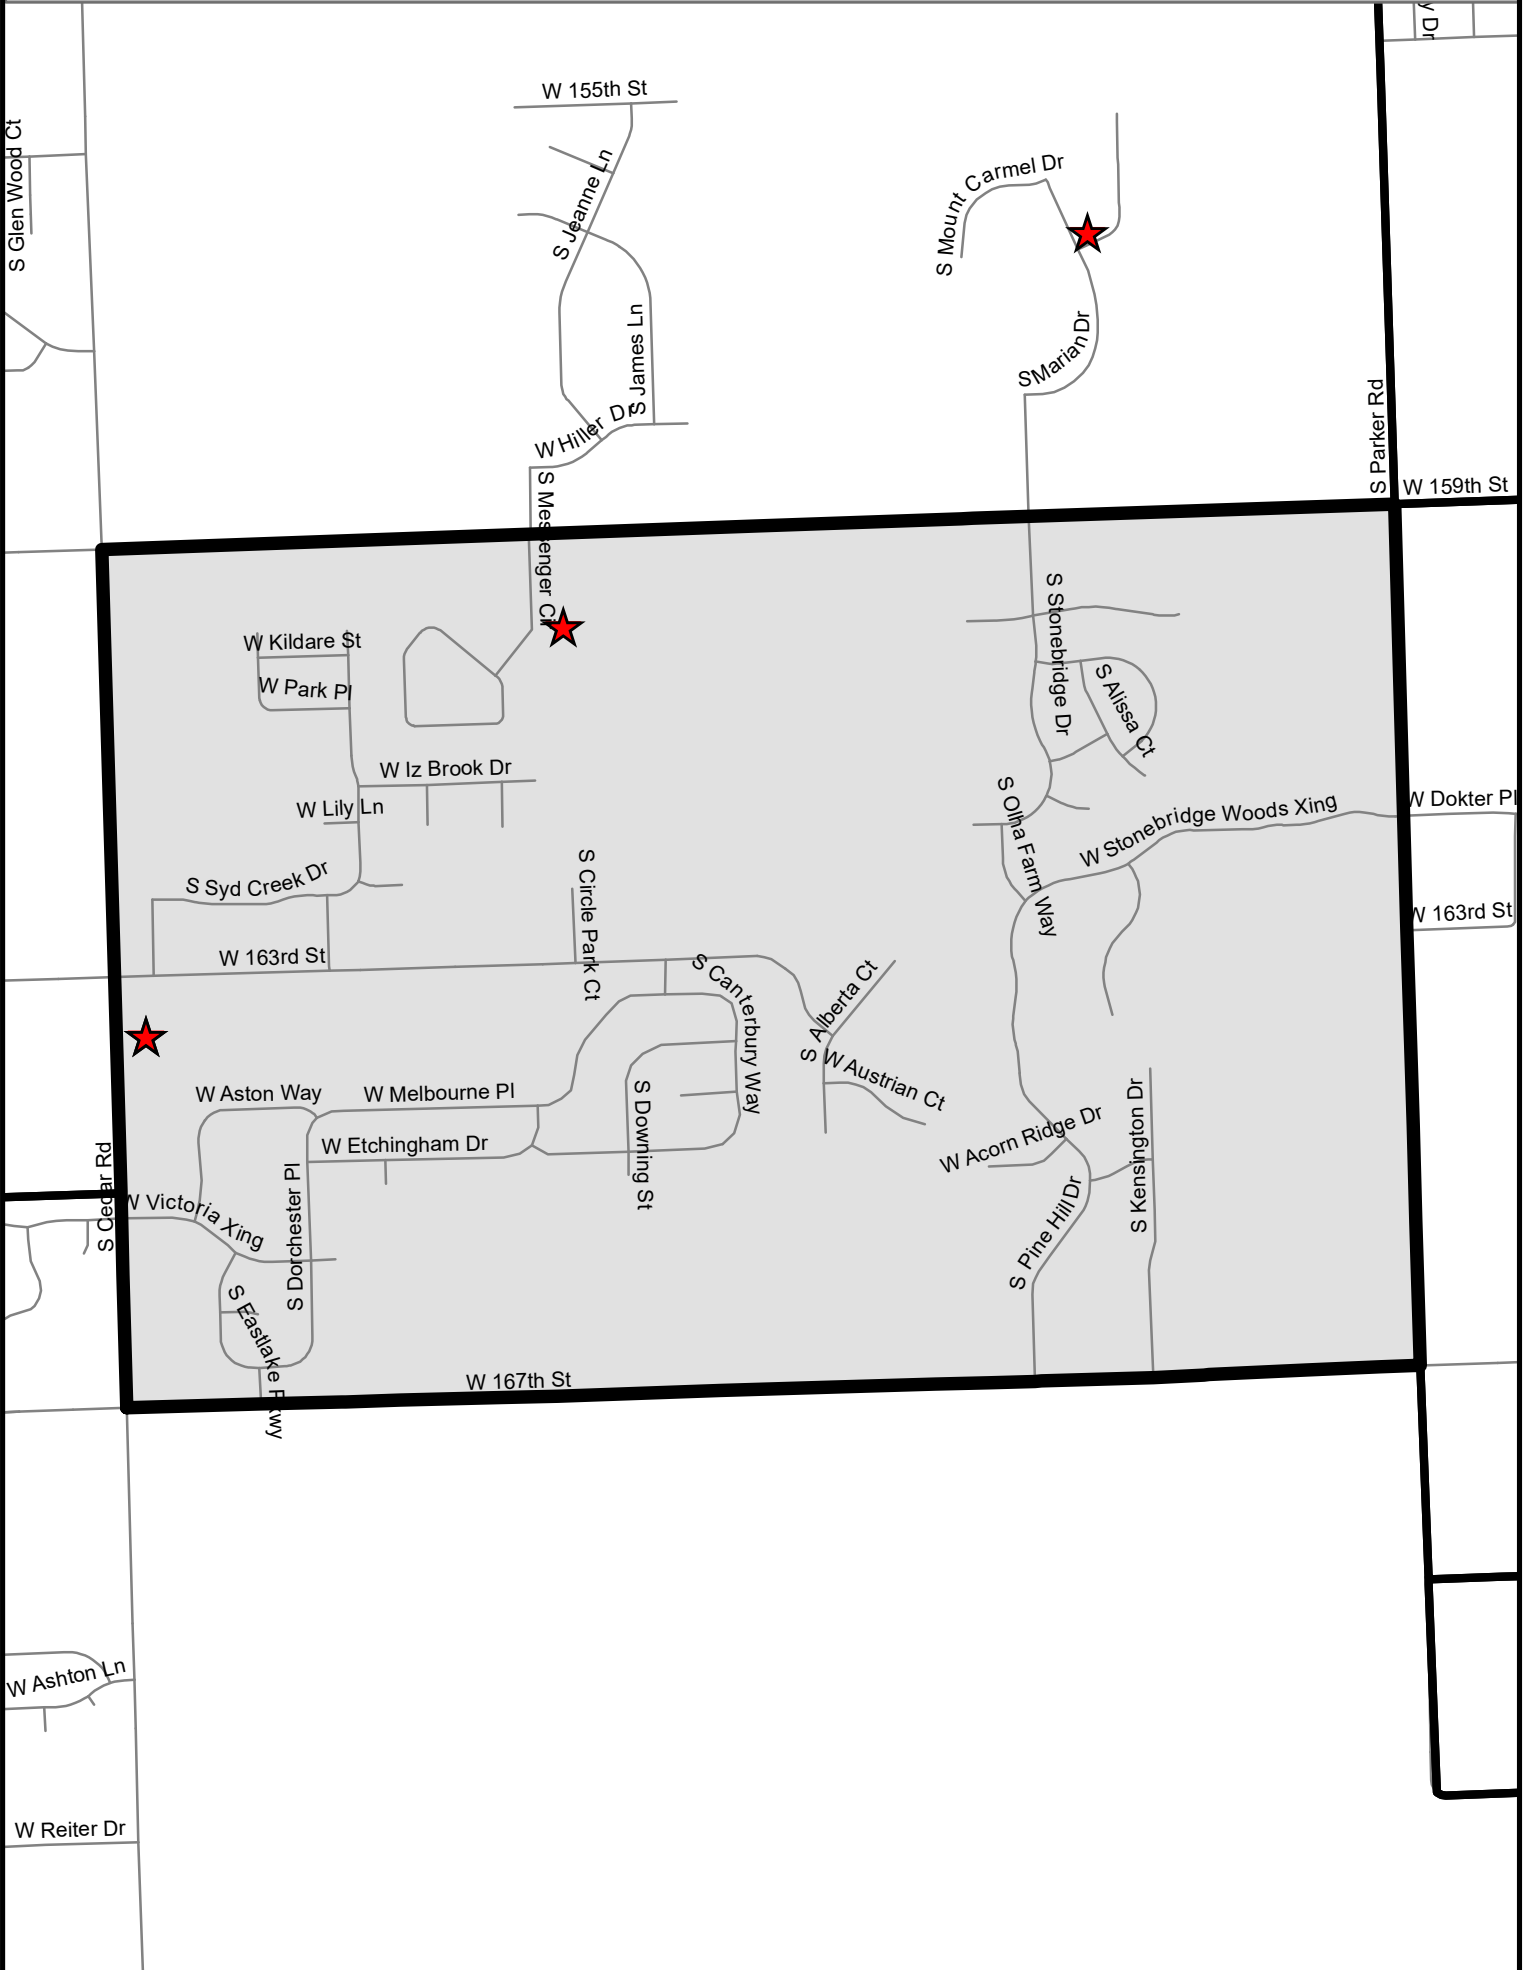 y Dr
W 155th St
S Glen Wood Ct
S Jeanne Ln
S Mount Carmel Dr
S James Ln
S Marian Dr
W Hiller Dr
S Parker Rd
W 159th St
S Messenger Cir
S Stonebridge Dr
W Kildare St
W Park Pl
S Alissa Ct
W Iz Brook Dr
W Lily Ln
S Olha Farm Way
W Stonebridge Woods Xing
W Dokter Pl
S Syd Creek Dr
S Circle Park Ct
W 163rd St
W 163rd St
S Canterbury Way
S Alberta Ct
W Austrian Ct
W Aston Way
W Melbourne Pl
S Downing St
W Etchingham Dr
W Acorn Ridge Dr
S Kensington Dr
S Cedar Rd
W Victoria Xing
S Dorchester Pl
S Pine Hill Dr
S Eastlake Pkwy
W 167th St
W Ashton Ln
W Reiter Dr